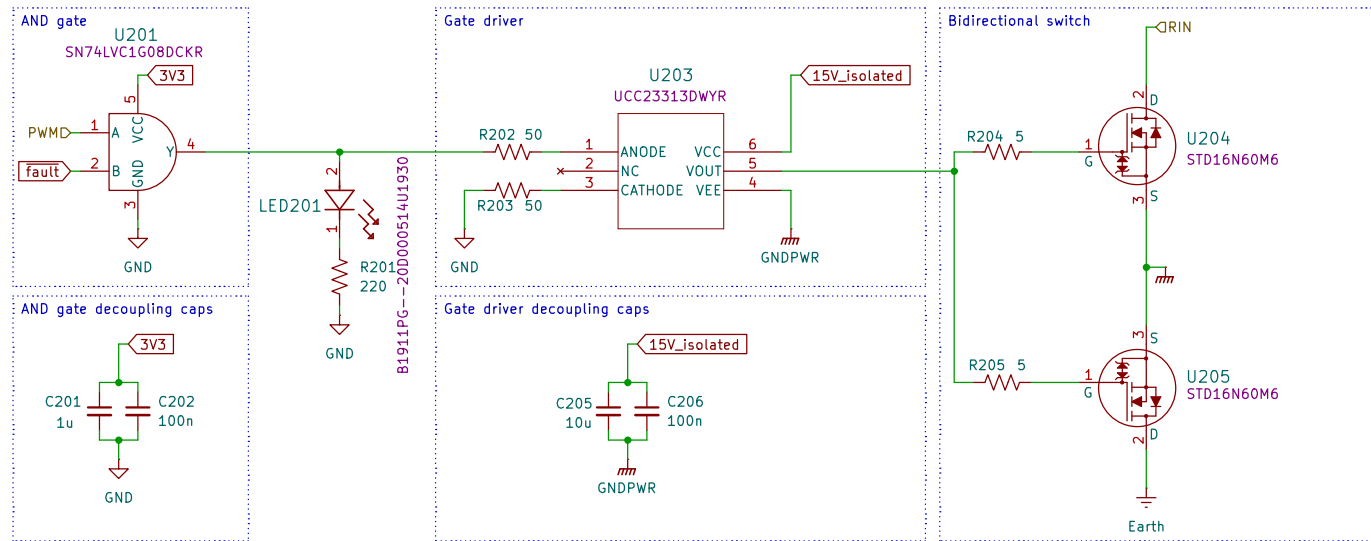 AND gate
U201
SN74LVC1G08DCKR
3V3
5
VCC
PWM
1
A
Y
4
fault
2
B
GND
3
GND
2
LED201
1
B1911PG--20D000514U1930
R201
220
GND
Gate driver
U203
UCC23313DWYR
15V_isolated
R202 50
1
ANODE
VCC
6
2
NC
VOUT
5
3
CATHODE
VEE
4
R203 50
GND
GNDPWR
Bidirectional switch
RIN
2
D
R204 5
1
G
U204
STD16N60M6
3
S
3
S
R205 5
1
G
U205
STD16N60M6
2
D
Earth
AND gate decoupling caps
3V3
C201
1u
C202
100n
GND
Gate driver decoupling caps
15V_isolated
C205
10u
C206
100n
GNDPWR